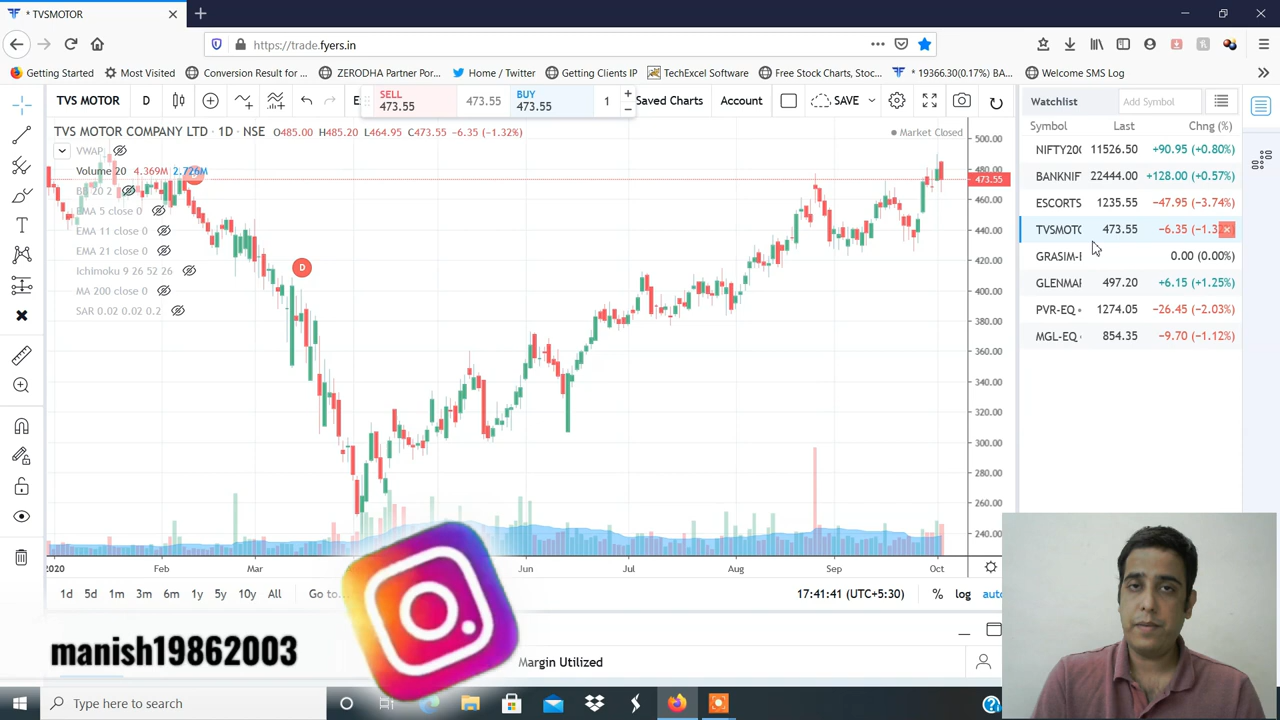 * TVSMOTOR
https://trade.fyers.in
Getting Started
Most Visited
Conversion Result for ...
ZERODHA Partner Por...
Home / Twitter
Getting Clients IP
TechExcel Software
Free Stock Charts, Stoc...
* 19366.30(0.17%) BA...
Welcome SMS Log
TVS MOTOR
D
SELL
473.55
473.55
BUY
473.55
1
Saved Charts
Account
SAVE
TVS MOTOR COMPANY LTD · 1D · NSE O485.00 H485.20 L464.95 C473.55 −6.35 (−1.32%)
Market Closed
VWAP
Volume 20 4.369M 2.726M
EMA 5 close 0
EMA 11 close 0
EMA 21 close 0
Ichimoku 9 26 52 26
MA 200 close 0
SAR 0.02 0.02 0.2
D
500.00
480.00
473.55
460.00
440.00
420.00
400.00
380.00
360.00
340.00
320.00
300.00
280.00
260.00
240.00
2020 Feb Mar Jun Jul Aug Sep Oct
1d 5d 1m 3m 6m 1y 5y 10y All Go to...
17:41:41 (UTC+5:30) % log auto
Watchlist
Add Symbol
Symbol Last Chng (%)
NIFTY200 11526.50 +90.95 (+0.80%)
BANKNIF 22444.00 +128.00 (+0.57%)
ESCORTS 1235.55 −47.95 (−3.74%)
TVSMOTO 473.55 −6.35 (−1.32
GRASIM-E 0.00 (0.00%)
GLENMAR 497.20 +6.15 (+1.25%)
PVR-EQ 1274.05 −26.45 (−2.03%)
MGL-EQ 854.35 −9.70 (−1.12%)
manish19862003
Margin Utilized
Type here to search